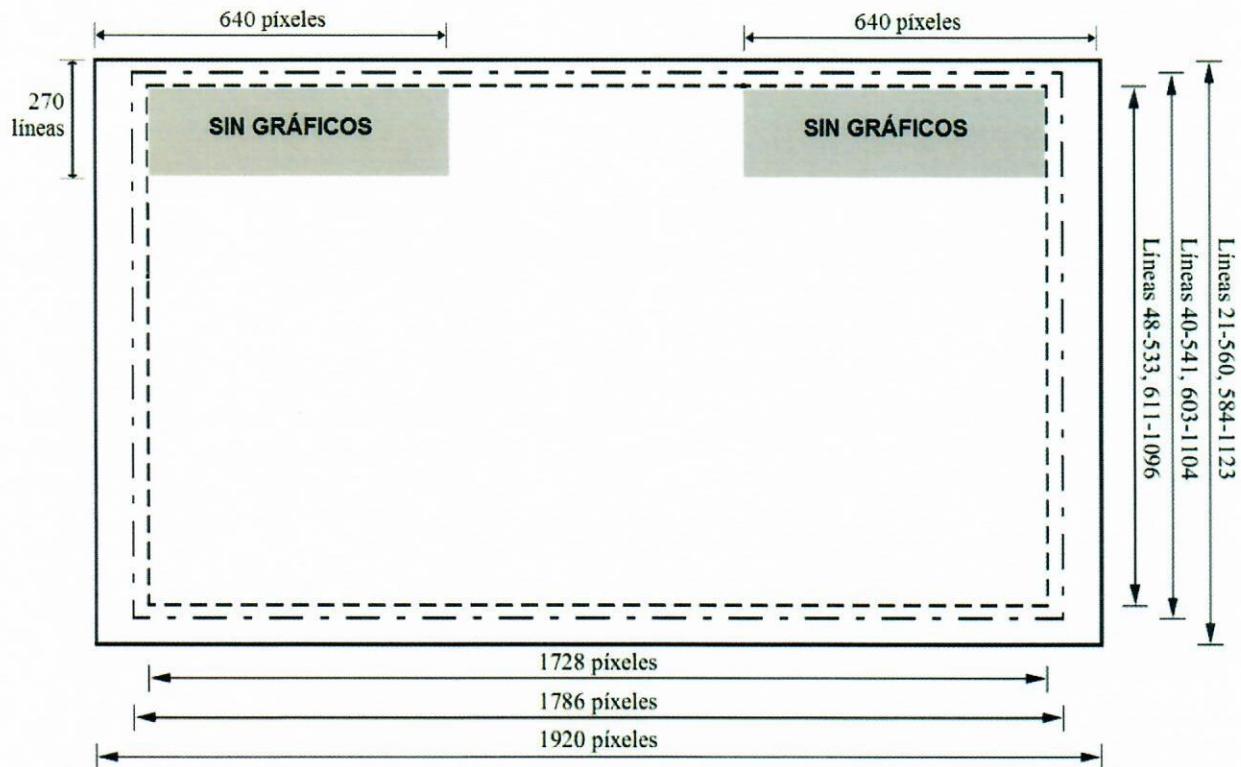 640 píxeles
640 píxeles
270
líneas
SIN GRÁFICOS
SIN GRÁFICOS
Líneas 48-533, 611-1096
Líneas 40-541, 603-1104
Líneas 21-560, 584-1123
1728 píxeles
1786 píxeles
1920 píxeles